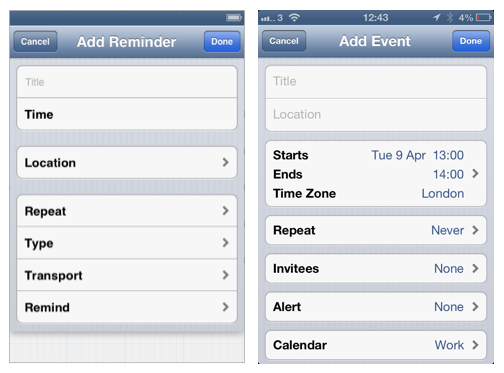 Cancel Add Reminder Done
Title
Time
Location
Repeat
Type
Transport
Remind
3 12:43 4%
Cancel Add Event Done
Title
Location
Starts Tue 9 Apr 13:00
Ends 14:00
Time Zone London
Repeat Never
Invitees None
Alert None
Calendar Work